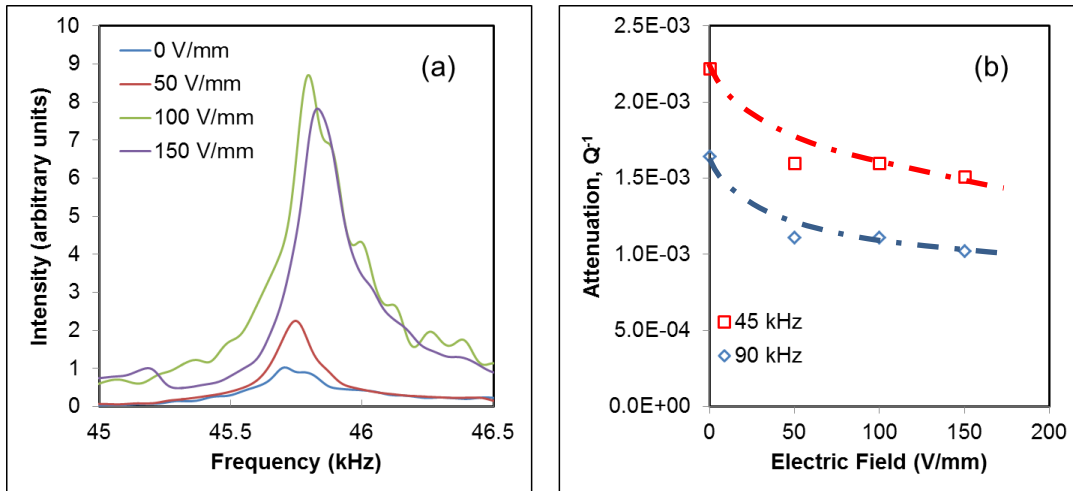 10
9
8
7
6
5
4
3
2
1
0
Intensity (arbitrary units)
0 V/mm
50 V/mm
100 V/mm
150 V/mm
(a)
45
45.5
46
46.5
Frequency (kHz)
2.5E-03
2.0E-03
1.5E-03
1.0E-03
5.0E-04
0.0E+00
Attenuation, Q⁻¹
(b)
45 kHz
90 kHz
0
50
100
150
200
Electric Field (V/mm)